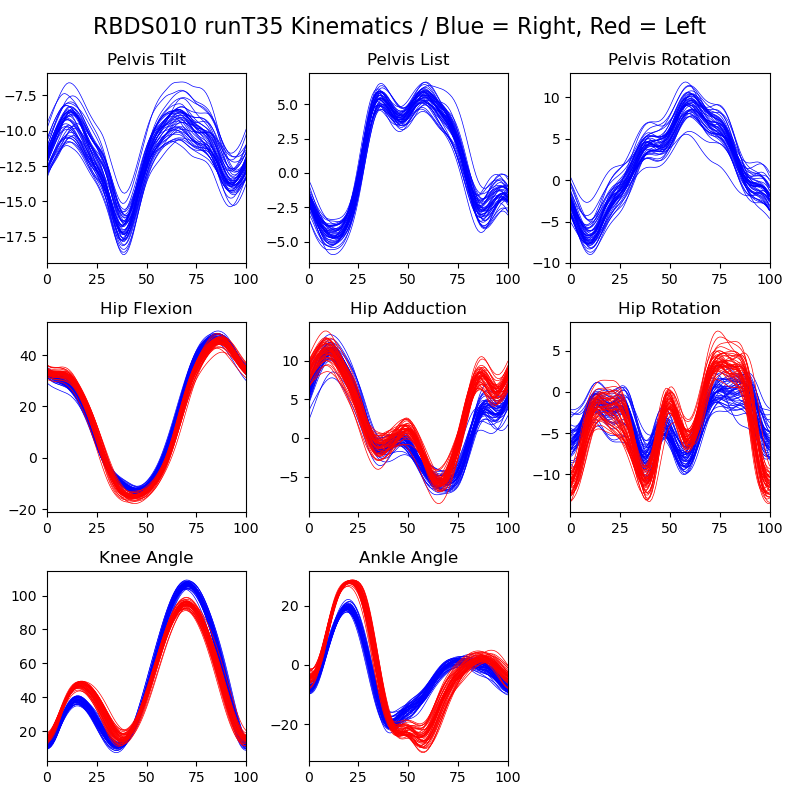 RBDS010 runT35 Kinematics / Blue = Right, Red = Left
Pelvis Tilt
Pelvis List
Pelvis Rotation
−7.5
−10.0
−12.5
−15.0
−17.5
0 25 50 75 100
5.0
2.5
0.0
−2.5
−5.0
0 25 50 75 100
10
5
0
−5
−10
0 25 50 75 100
Hip Flexion
Hip Adduction
Hip Rotation
40
20
0
−20
0 25 50 75 100
10
5
0
−5
0 25 50 75 100
5
0
−5
−10
0 25 50 75 100
Knee Angle
Ankle Angle
100
80
60
40
20
0 25 50 75 100
20
0
−20
0 25 50 75 100